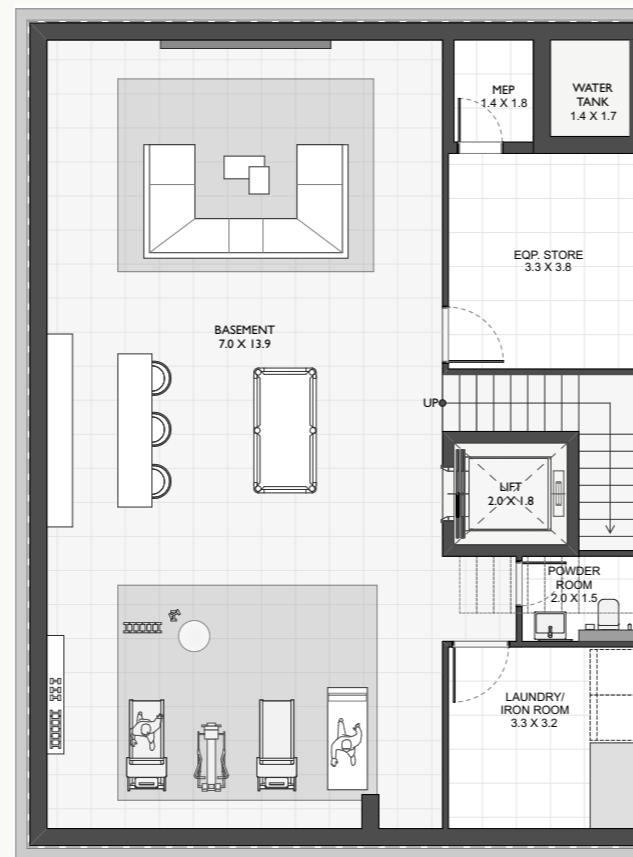 MEP
1.4 X 1.8
WATER
TANK
1.4 X 1.7
EQP. STORE
3.3 X 3.8
BASEMENT
7.0 X 13.9
UP
LIFT
2.0 X 1.8
POWDER
ROOM
2.0 X 1.5
LAUNDRY/
IRON ROOM
3.3 X 3.2